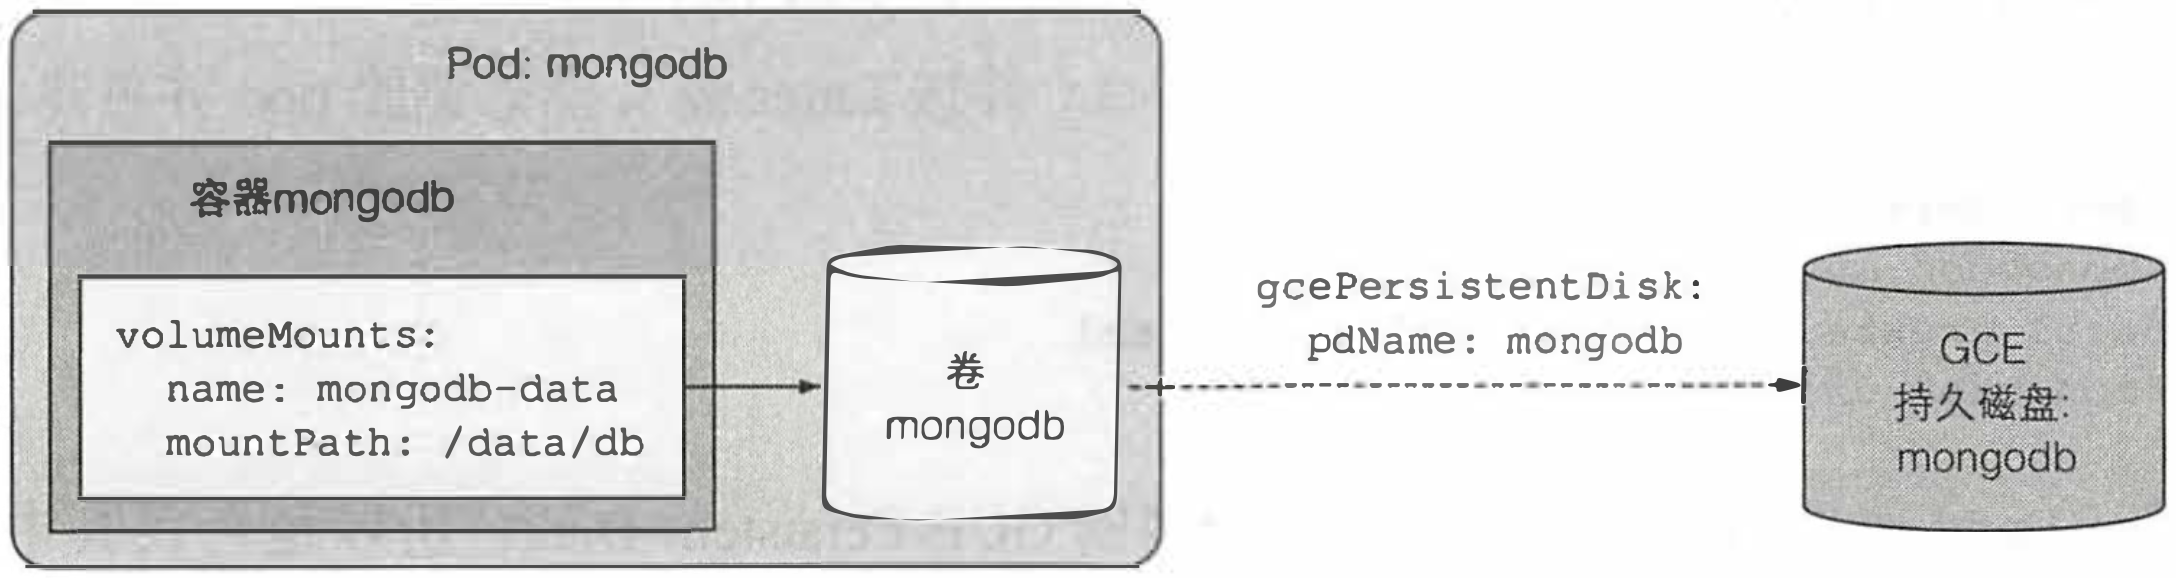 Pod: mongodb
容器mongodb
volumeMounts:
name: mongodb-data
mountPath: /data/db
卷
mongodb
gcePersistentDisk:
pdName: mongodb
GCE
持久磁盘:
mongodb